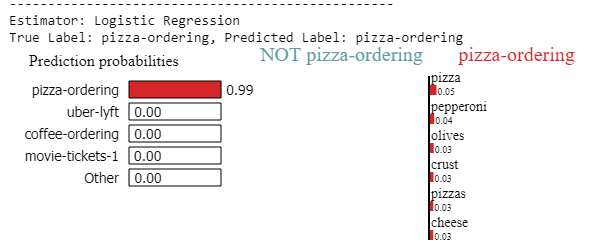 --------------------------------------------------
Estimator: Logistic Regression
True Label: pizza-ordering, Predicted Label: pizza-ordering
Prediction probabilities
pizza-ordering 0.99
uber-lyft 0.00
coffee-ordering 0.00
movie-tickets-1 0.00
Other 0.00
NOT pizza-ordering pizza-ordering
pizza
0.05
pepperoni
0.04
olives
0.03
crust
0.03
pizzas
0.03
cheese
0.03